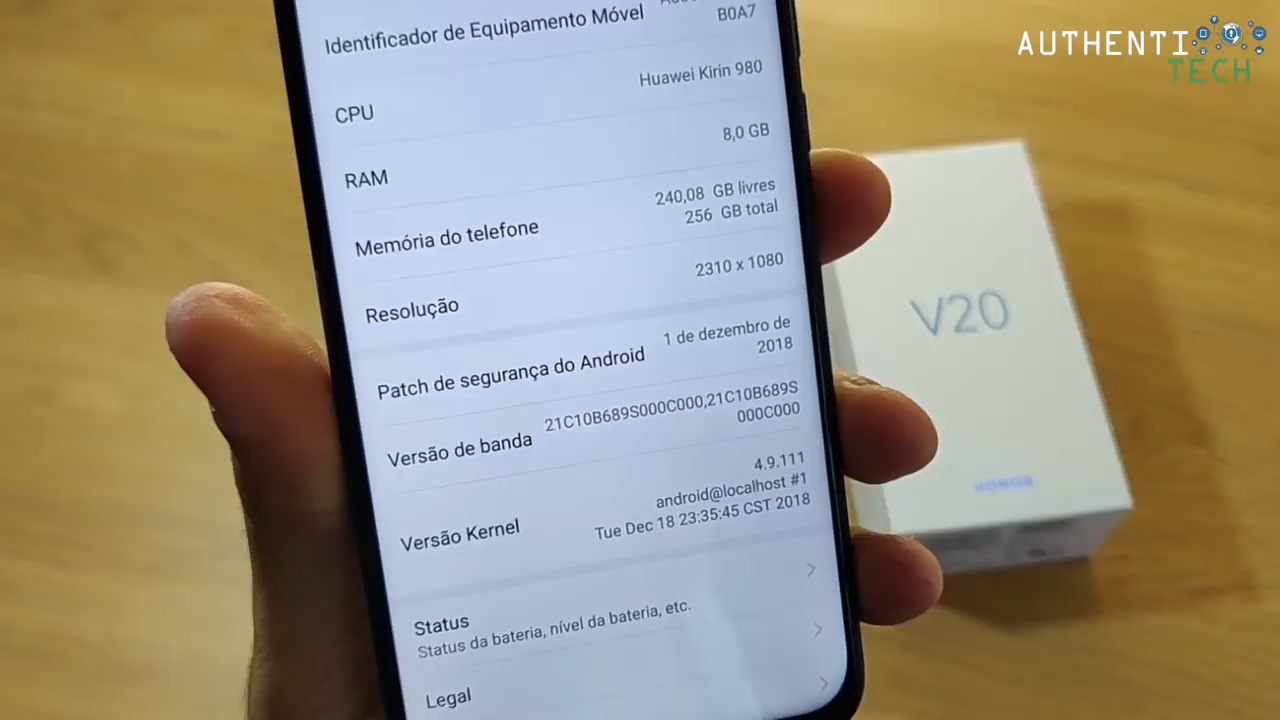 AUTHENTI
TECH
Identificador de Equipamento Móvel
B0A7
CPU
Huawei Kirin 980
RAM
8,0 GB
Memória do telefone
240,08 GB livres
256 GB total
Resolução
2310 x 1080
Patch de segurança do Android
1 de dezembro de
2018
Versão de banda
21C10B689S000C000,21C10B689S
000C000
Versão Kernel
4.9.111
android@localhost #1
Tue Dec 18 23:35:45 CST 2018
Status
Status da bateria, nível da bateria, etc.
Legal
V20
HONOR